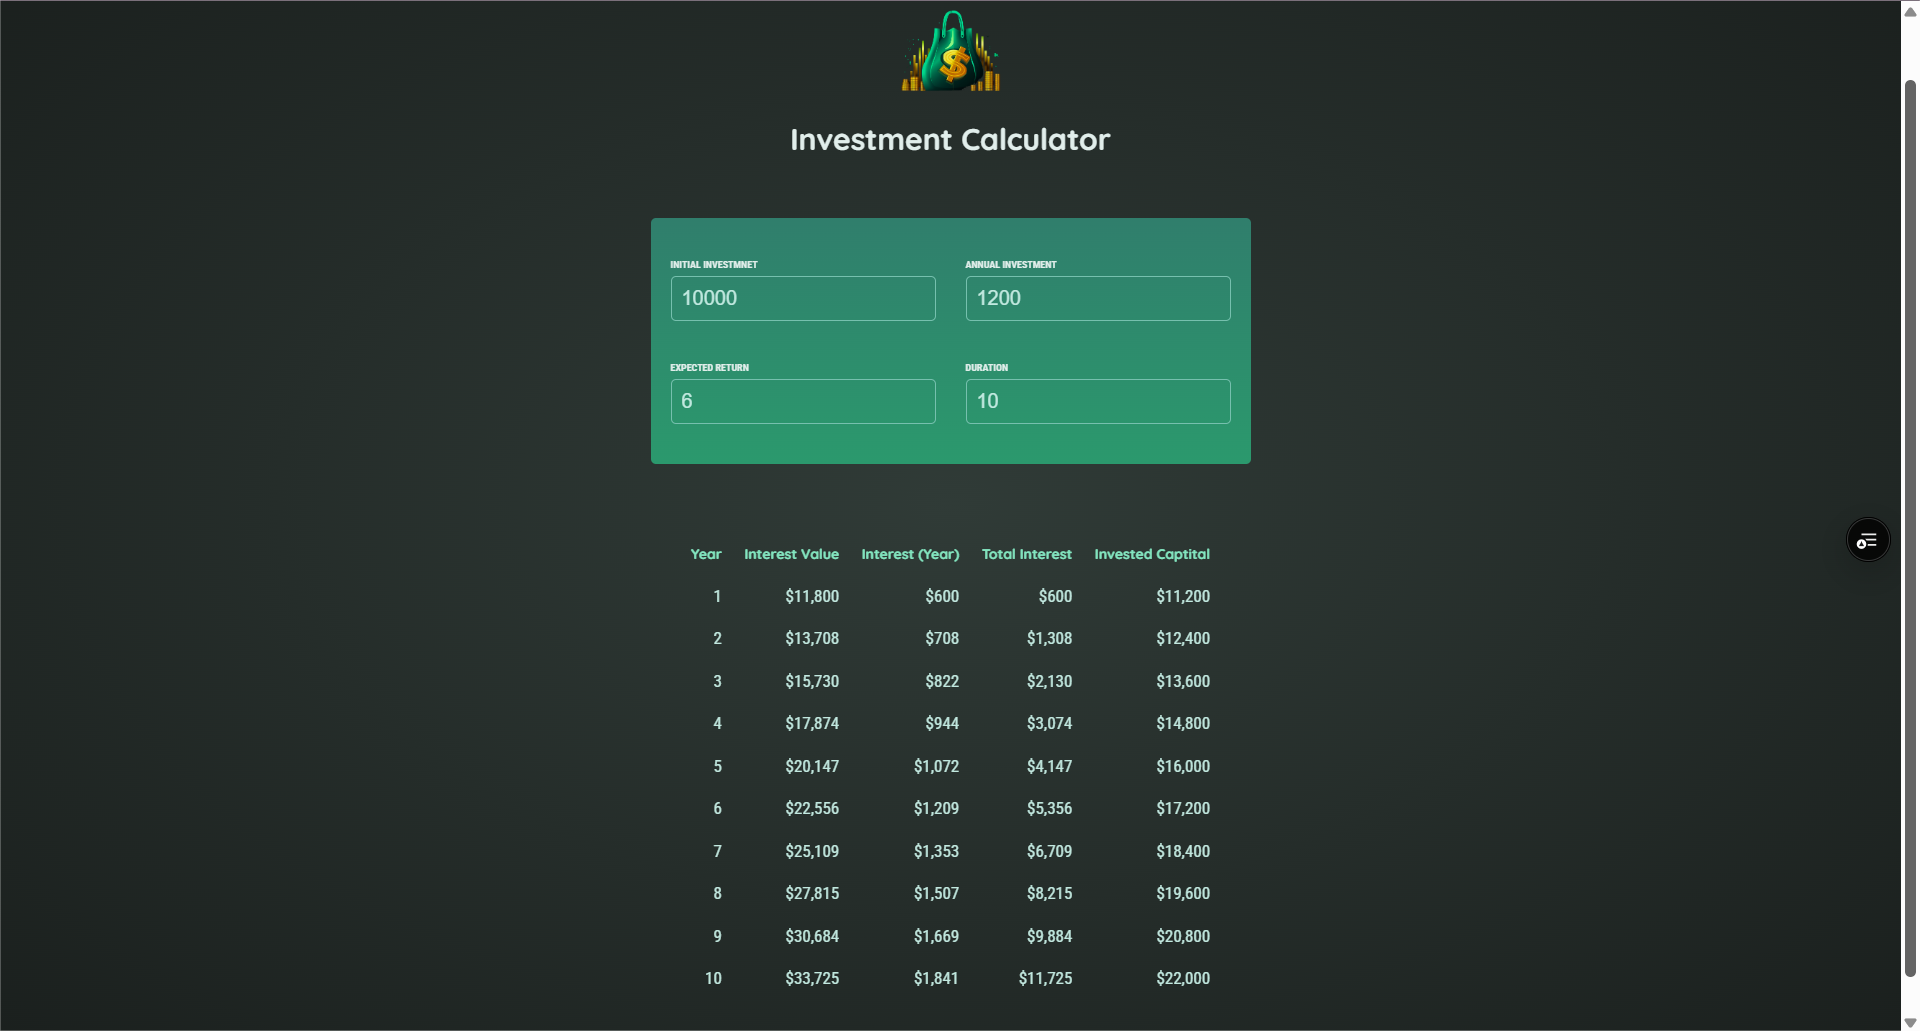 $
Investment Calculator
INITIAL INVESTMNET ANNUAL INVESTMENT
10000 1200
EXPECTED RETURN DURATION
6 10
Year Interest Value Interest (Year) Total Interest Invested Captital
1 $11,800 $600 $600 $11,200
2 $13,708 $708 $1,308 $12,400
3 $15,730 $822 $2,130 $13,600
4 $17,874 $944 $3,074 $14,800
5 $20,147 $1,072 $4,147 $16,000
6 $22,556 $1,209 $5,356 $17,200
7 $25,109 $1,353 $6,709 $18,400
8 $27,815 $1,507 $8,215 $19,600
9 $30,684 $1,669 $9,884 $20,800
10 $33,725 $1,841 $11,725 $22,000